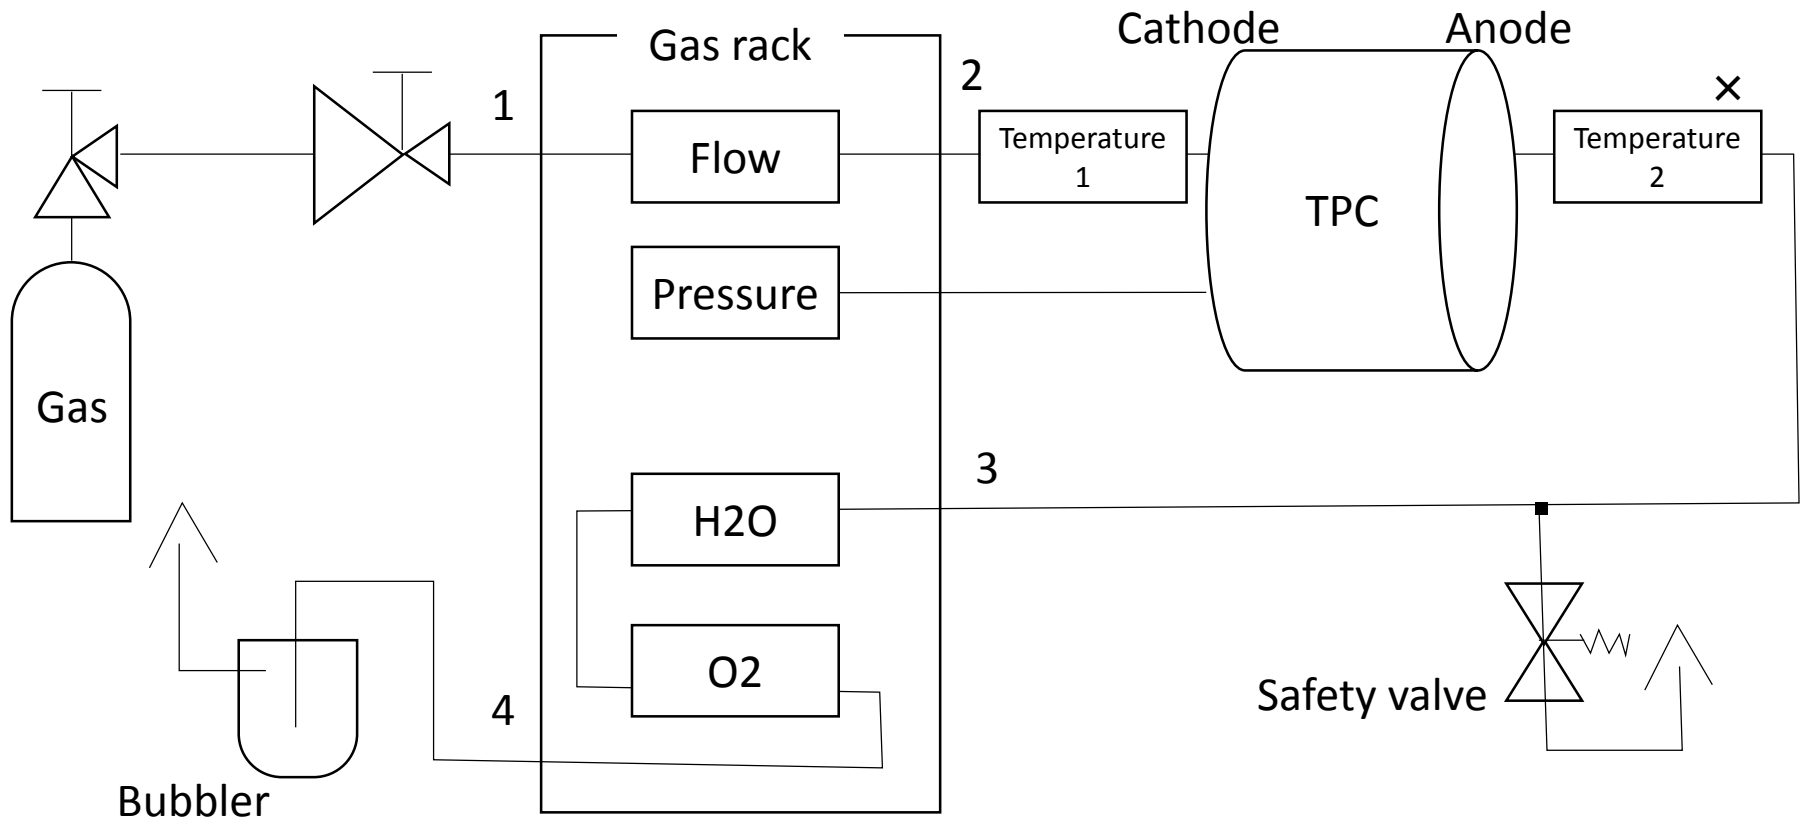 Cathode
Anode
Gas rack
1
2
×
Flow
Temperature
1
TPC
Temperature
2
Pressure
Gas
3
H2O
O2
4
Safety valve
Bubbler